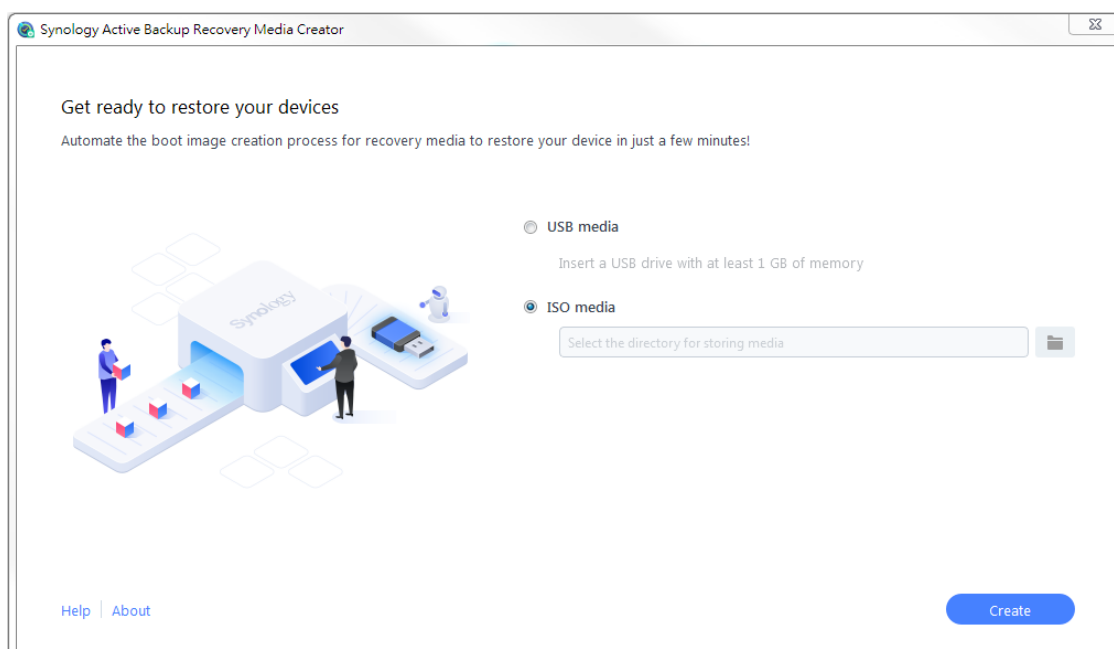 Synology Active Backup Recovery Media Creator
Get ready to restore your devices
Automate the boot image creation process for recovery media to restore your device in just a few minutes!
USB media
Insert a USB drive with at least 1 GB of memory
ISO media
Select the directory for storing media
Synology
Help
About
Create